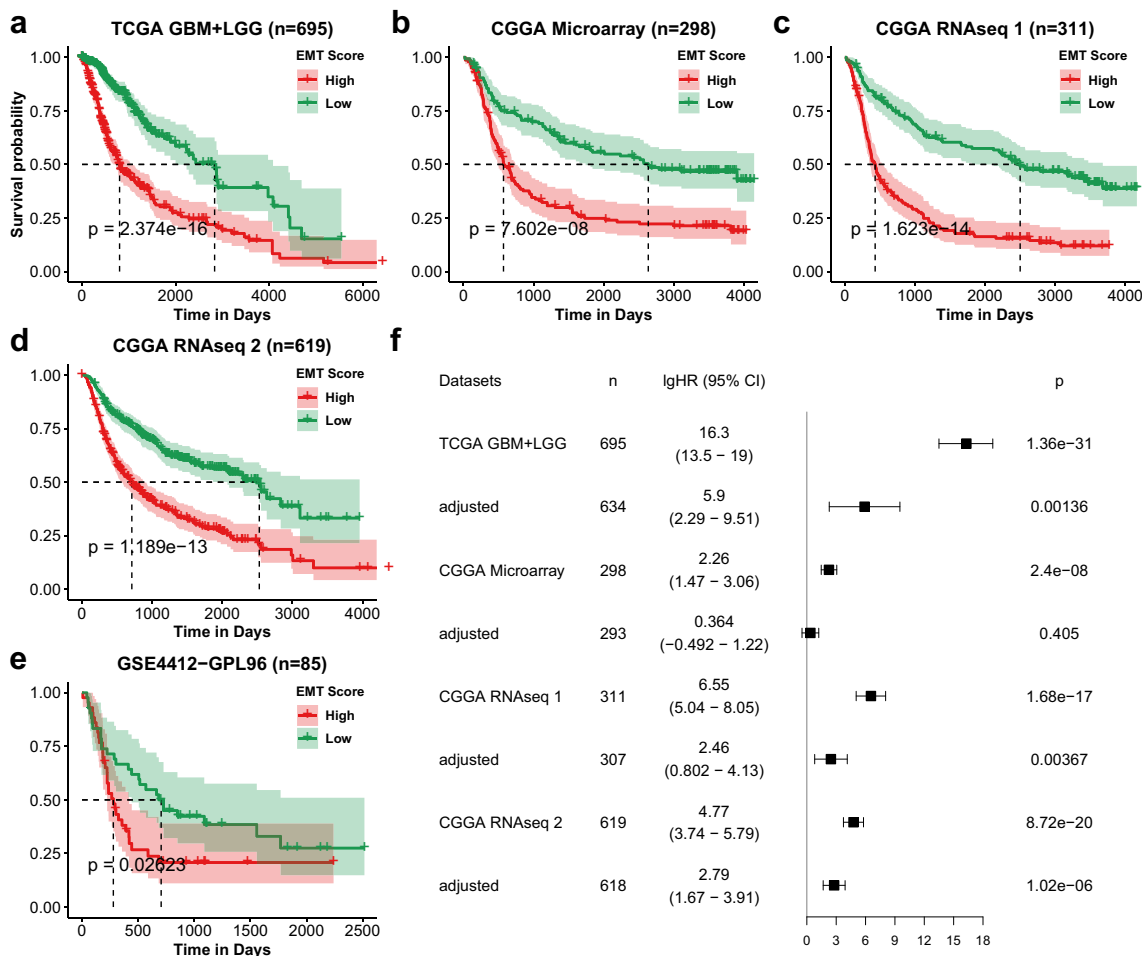 a
TCGA GBM+LGG (n=695)
EMT Score
High
Low
Survival probability
1.00
0.75
0.50
0.25
0.00
p = 2.374e−16
0 2000 4000 6000
Time in Days
b
CGGA Microarray (n=298)
EMT Score
High
Low
1.00
0.75
0.50
0.25
0.00
p = 7.602e−08
0 1000 2000 3000 4000
Time in Days
c
CGGA RNAseq 1 (n=311)
EMT Score
High
Low
1.00
0.75
0.50
0.25
0.00
p = 1.623e−14
0 1000 2000 3000 4000
Time in Days
d
CGGA RNAseq 2 (n=619)
EMT Score
High
Low
1.00
0.75
0.50
0.25
0.00
p = 1.189e−13
0 1000 2000 3000 4000
Time in Days
e
GSE4412−GPL96 (n=85)
EMT Score
High
Low
1.00
0.75
0.50
0.25
0.00
p = 0.02623
0 500 1000 1500 2000 2500
Time in Days
f
Datasets n lgHR (95% CI) p
TCGA GBM+LGG 695 16.3 1.36e−31
(13.5 − 19)
adjusted 634 5.9 0.00136
(2.29 − 9.51)
CGGA Microarray 298 2.26 2.4e−08
(1.47 − 3.06)
adjusted 293 0.364 0.405
(−0.492 − 1.22)
CGGA RNAseq 1 311 6.55 1.68e−17
(5.04 − 8.05)
adjusted 307 2.46 0.00367
(0.802 − 4.13)
CGGA RNAseq 2 619 4.77 8.72e−20
(3.74 − 5.79)
adjusted 618 2.79 1.02e−06
(1.67 − 3.91)
0 3 6 9 12 15 18